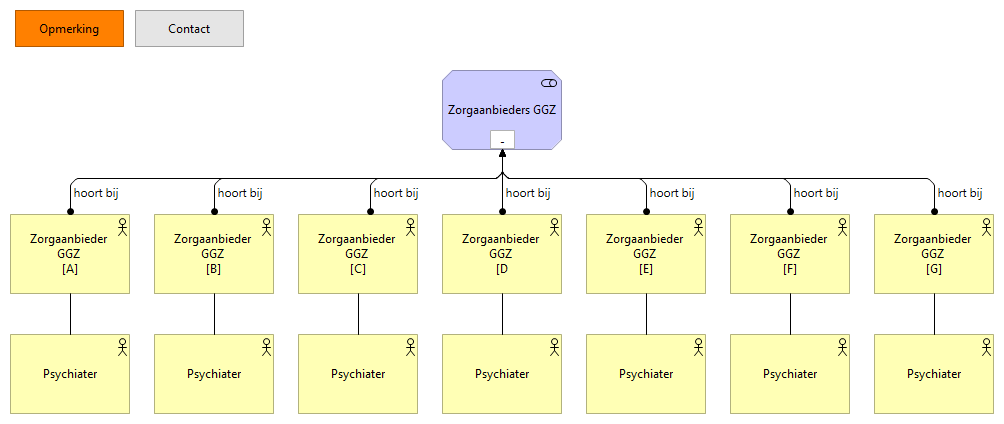 Opmerking
Contact
Zorgaanbieders GGZ
-
hoort bij
hoort bij
hoort bij
hoort bij
hoort bij
hoort bij
hoort bij
Zorgaanbieder
GGZ
[A]
Zorgaanbieder
GGZ
[B]
Zorgaanbieder
GGZ
[C]
Zorgaanbieder
GGZ
[D
Zorgaanbieder
GGZ
[E]
Zorgaanbieder
GGZ
[F]
Zorgaanbieder
GGZ
[G]
Psychiater
Psychiater
Psychiater
Psychiater
Psychiater
Psychiater
Psychiater